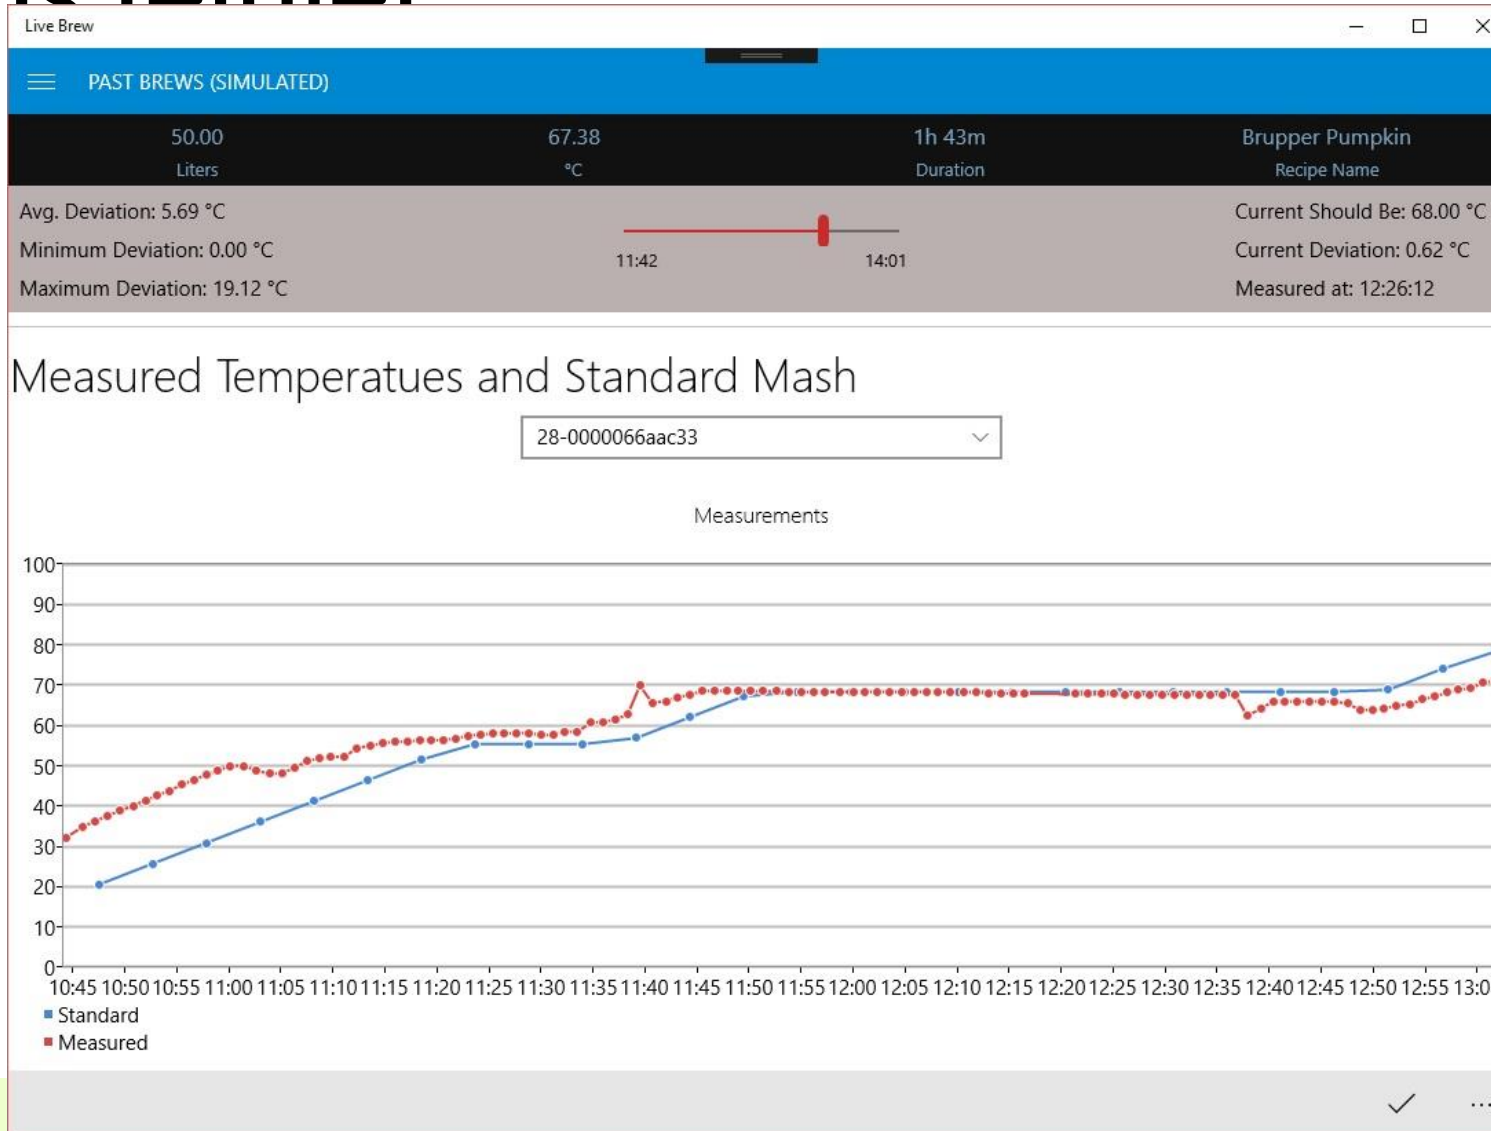 Live Brew
PAST BREWS (SIMULATED)
50.00 67.38 1h 43m Brupper Pumpkin
Liters °C Duration Recipe Name
Avg. Deviation: 5.69 °C
Minimum Deviation: 0.00 °C
Maximum Deviation: 19.12 °C
11:42 14:01
Current Should Be: 68.00 °C
Current Deviation: 0.62 °C
Measured at: 12:26:12
Measured Temperatues and Standard Mash
28-0000066aac33
Measurements
100
90
80
70
60
50
40
30
20
10
0
10:45 10:50 10:55 11:00 11:05 11:10 11:15 11:20 11:25 11:30 11:35 11:40 11:45 11:50 11:55 12:00 12:05 12:10 12:15 12:20 12:25 12:30 12:35 12:40 12:45 12:50 12:55 13:0
Standard
Measured